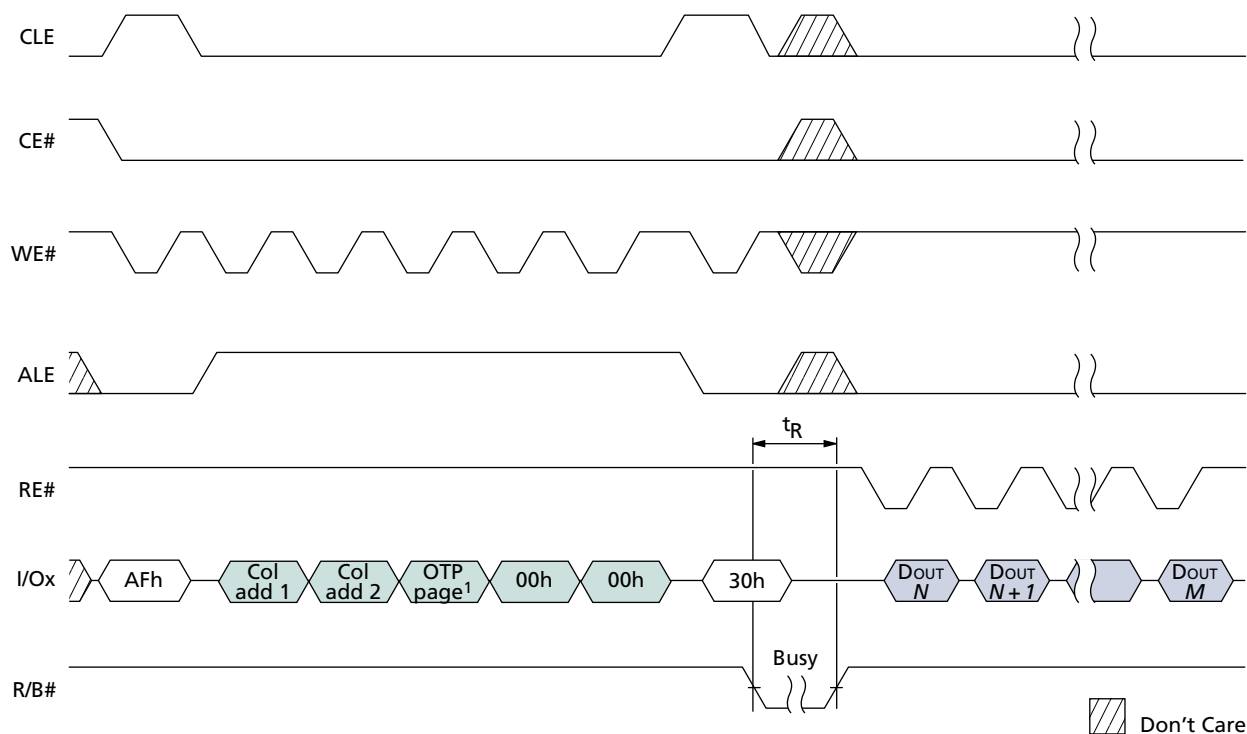 CLE
CE#
WE#
ALE
tR
RE#
I/Ox
AFh
Col
add 1
Col
add 2
OTP
page¹
00h
00h
30h
DOUT
N
DOUT
N + 1
DOUT
M
Busy
R/B#
Don't Care